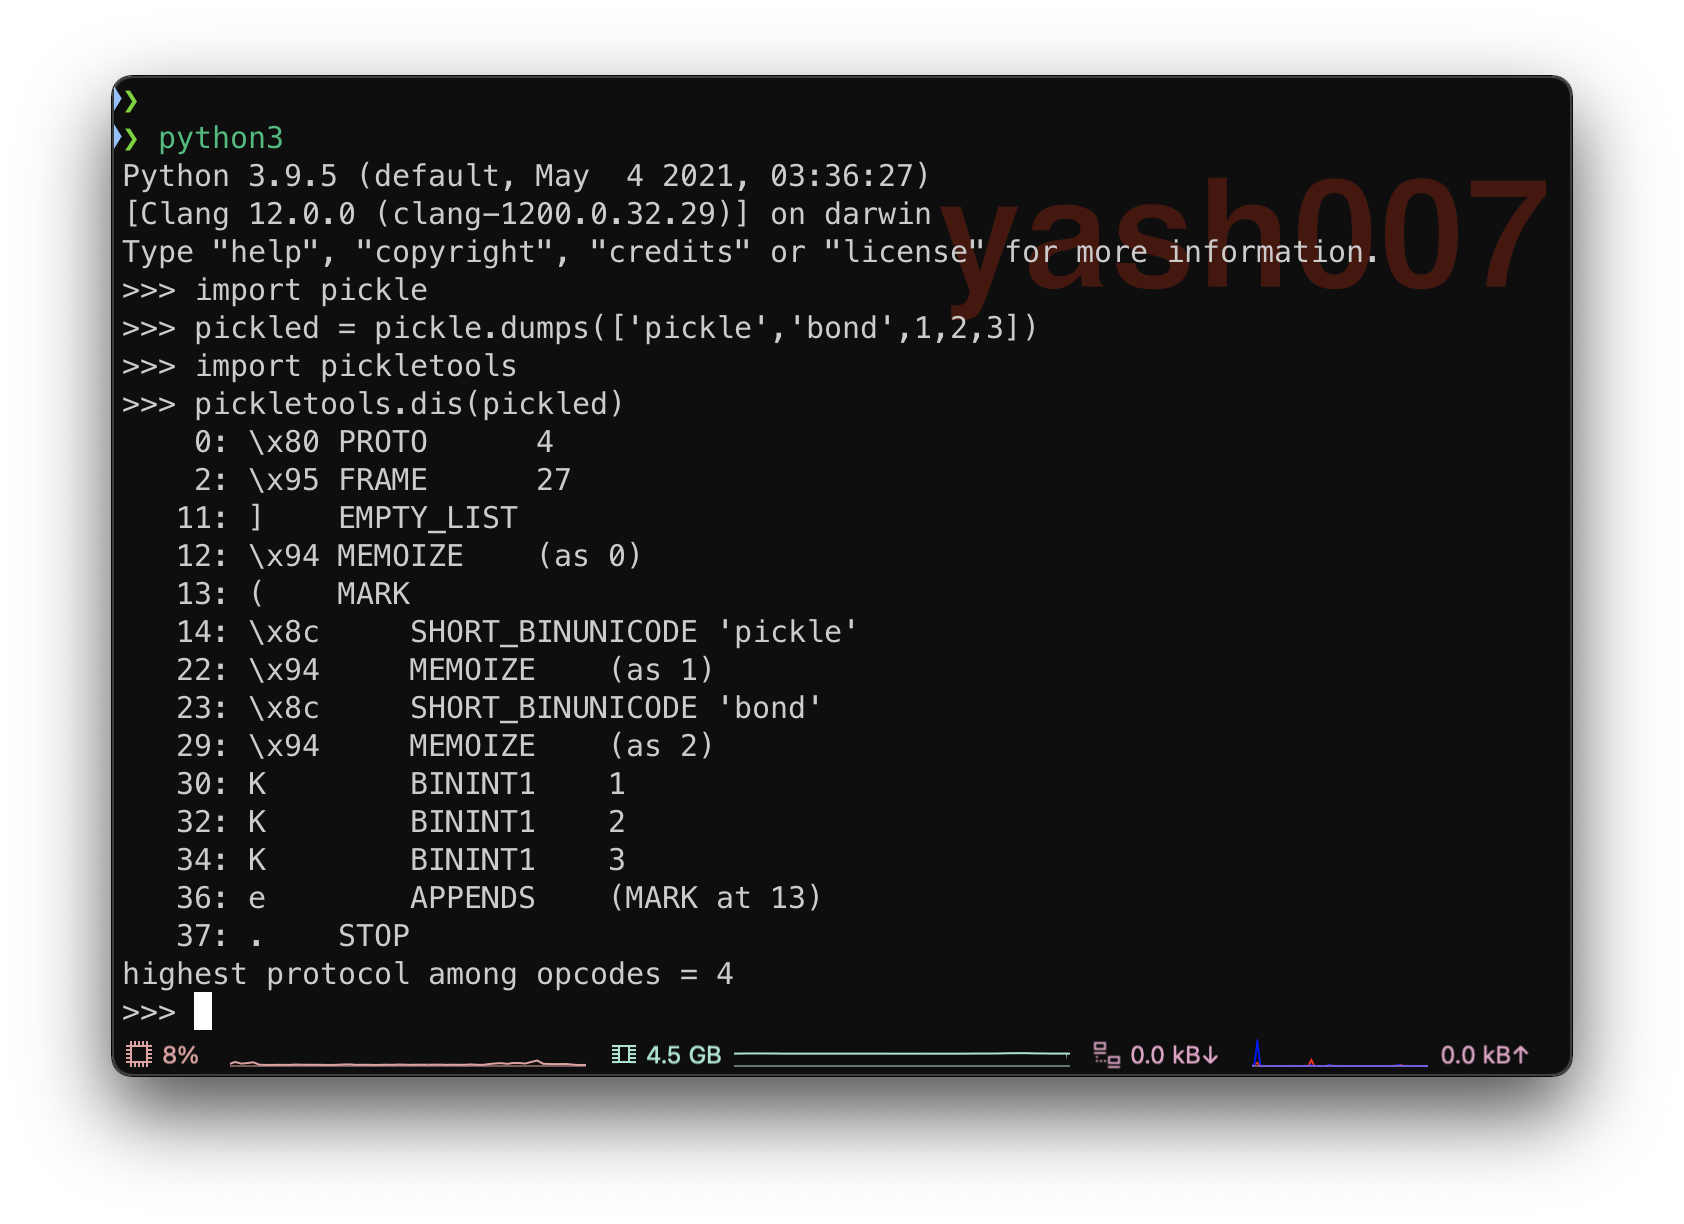 ❯
❯ python3
Python 3.9.5 (default, May  4 2021, 03:36:27)
[Clang 12.0.0 (clang-1200.0.32.29)] on darwin
yash007
Type "help", "copyright", "credits" or "license" for more information.
>>> import pickle
>>> pickled = pickle.dumps(['pickle','bond',1,2,3])
>>> import pickletools
>>> pickletools.dis(pickled)
    0: \x80 PROTO      4
    2: \x95 FRAME      27
   11: ]    EMPTY_LIST
   12: \x94 MEMOIZE    (as 0)
   13: (    MARK
   14: \x8c     SHORT_BINUNICODE 'pickle'
   22: \x94     MEMOIZE    (as 1)
   23: \x8c     SHORT_BINUNICODE 'bond'
   29: \x94     MEMOIZE    (as 2)
   30: K        BININT1    1
   32: K        BININT1    2
   34: K        BININT1    3
   36: e        APPENDS    (MARK at 13)
   37: .    STOP
highest protocol among opcodes = 4
>>>
8% 4.5 GB 0.0 kB↓ 0.0 kB↑